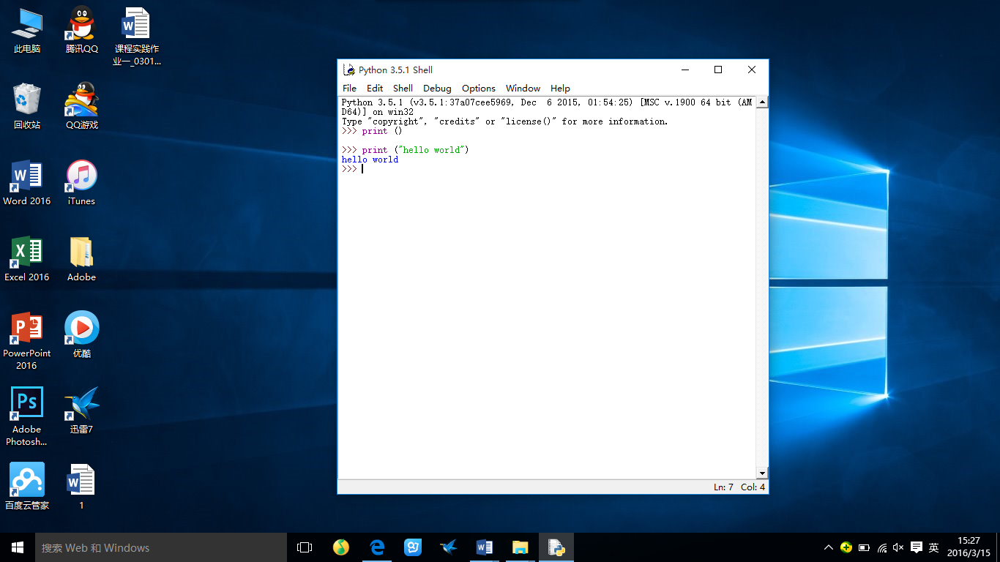 此电脑
腾讯QQ
课程实践作
业一_0301...
回收站
QQ游戏
Word 2016
iTunes
Excel 2016
Adobe
PowerPoint
2016
优酷
Adobe
Photosh...
迅雷7
百度云管家
1
Python 3.5.1 Shell
File Edit Shell Debug Options Window Help
Python 3.5.1 (v3.5.1:37a07cee5969, Dec  6 2015, 01:54:25) [MSC v.1900 64 bit (AM
D64)] on win32
Type "copyright", "credits" or "license()" for more information.
>>> print ()
>>> print ("hello world")
hello world
>>>
Ln: 7 Col: 4
搜索 Web 和 Windows
英
15:27
2016/3/15